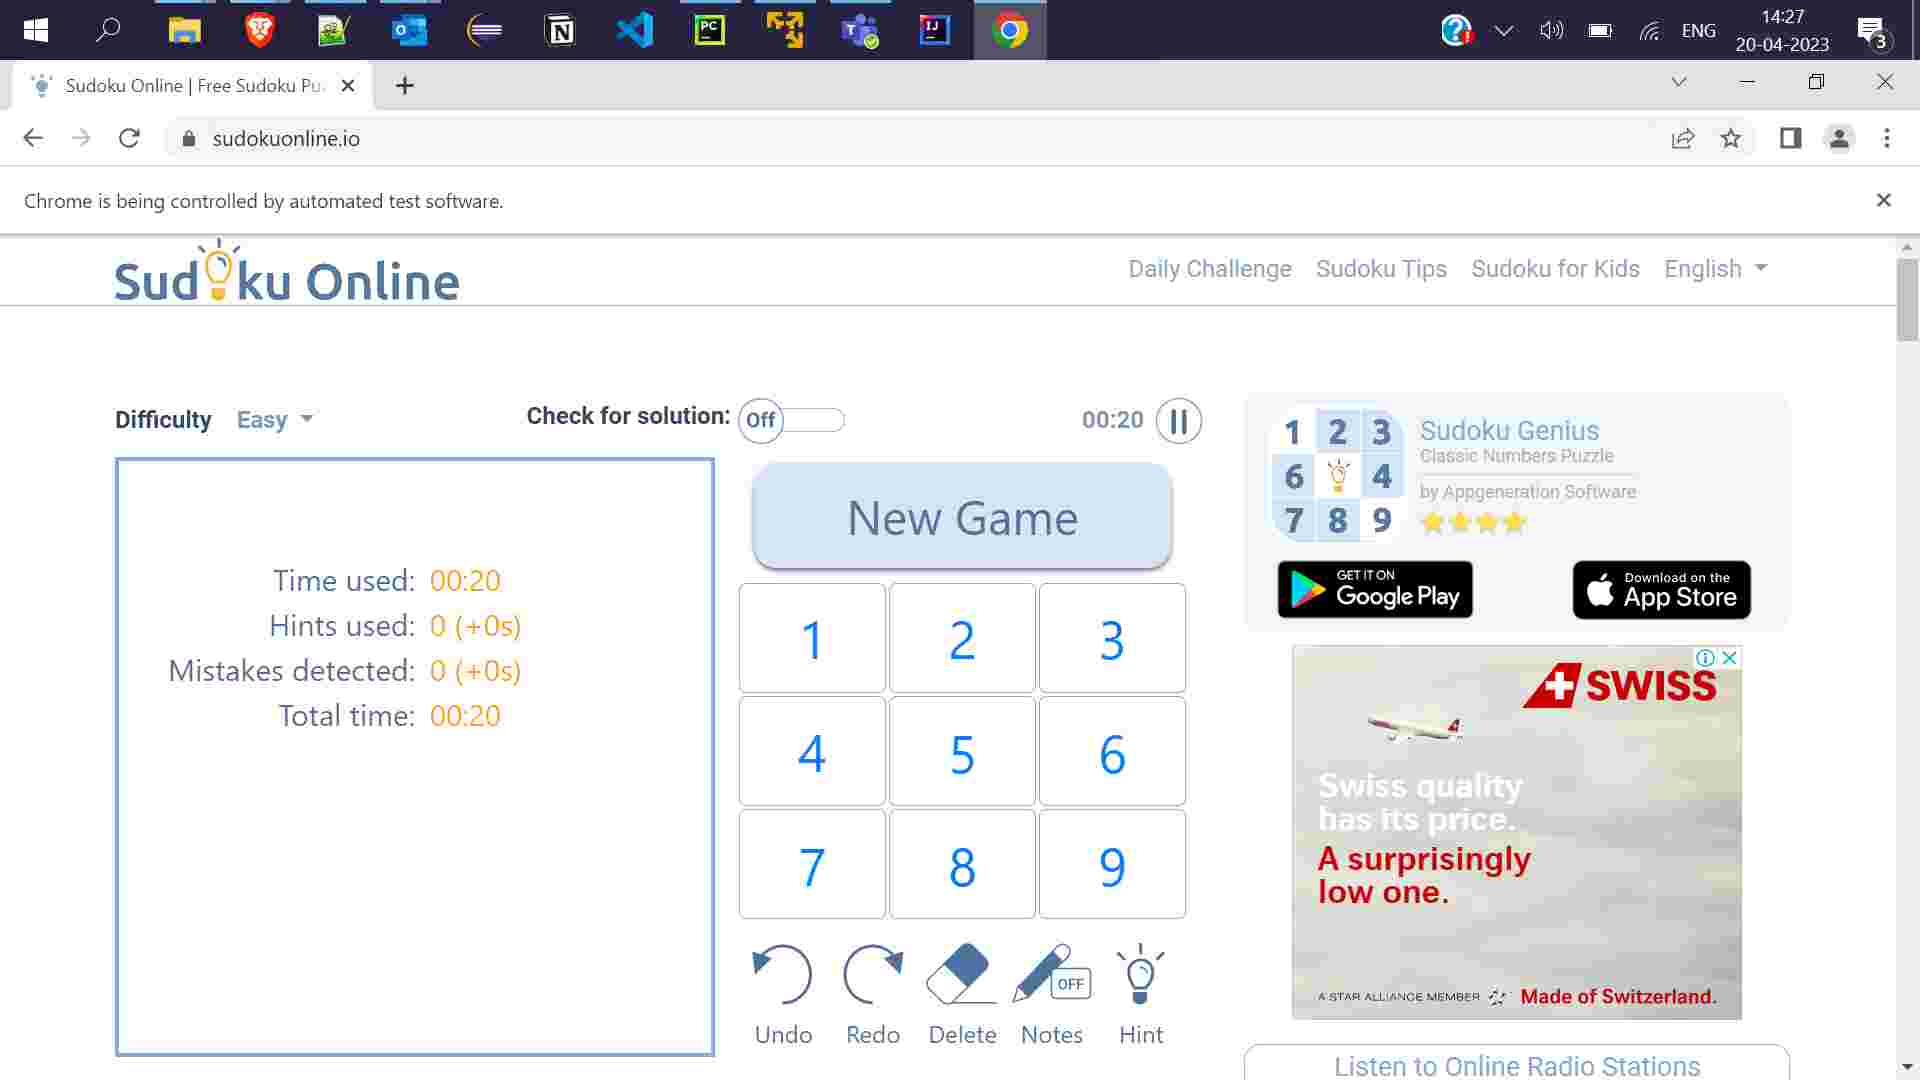 14:27
ENG
20-04-2023
3
Sudoku Online | Free Sudoku Pu
sudokuonline.io
Chrome is being controlled by automated test software.
Sudoku Online
Daily Challenge Sudoku Tips Sudoku for Kids English
Difficulty Easy
Check for solution: Off
00:20
New Game
Time used: 00:20
Hints used: 0 (+0s)
Mistakes detected: 0 (+0s)
Total time: 00:20
1 2 3
4 5 6
7 8 9
OFF
Undo Redo Delete Notes Hint
1 2 3
6 4
7 8 9
Sudoku Genius
Classic Numbers Puzzle
by Appgeneration Software
GET IT ON
Google Play
Download on the
App Store
SWISS
Swiss quality
has its price.
A surprisingly
low one.
A STAR ALLIANCE MEMBER
Made of Switzerland.
Listen to Online Radio Stations